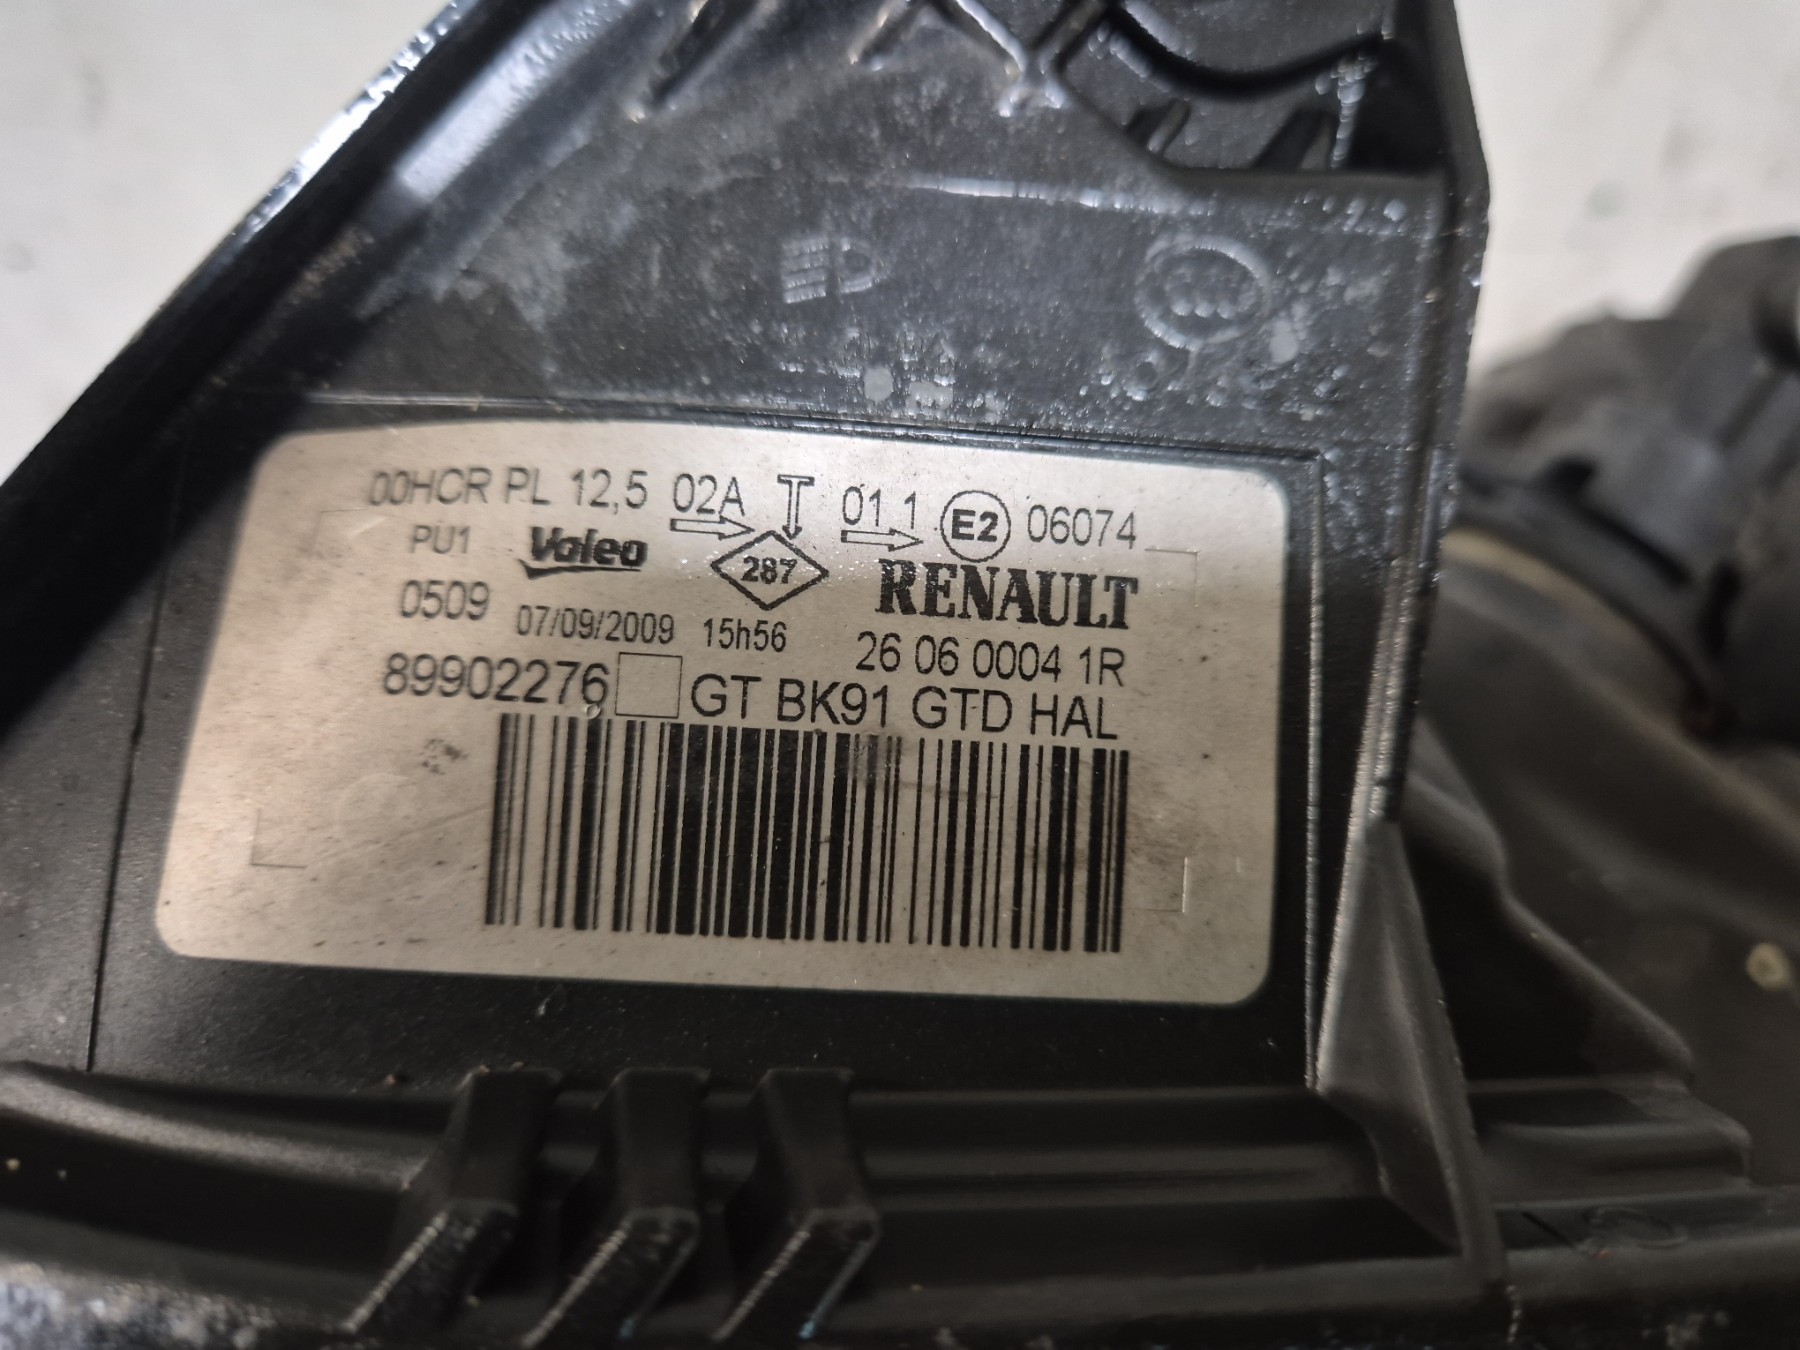 00HCR PL 12,5 02A T 01 1 E2 06074
PU1 Valeo 287 RENAULT
0509 07/09/2009 15h56 26 06 0004 1R
89902276 GT BK91 GTD HAL